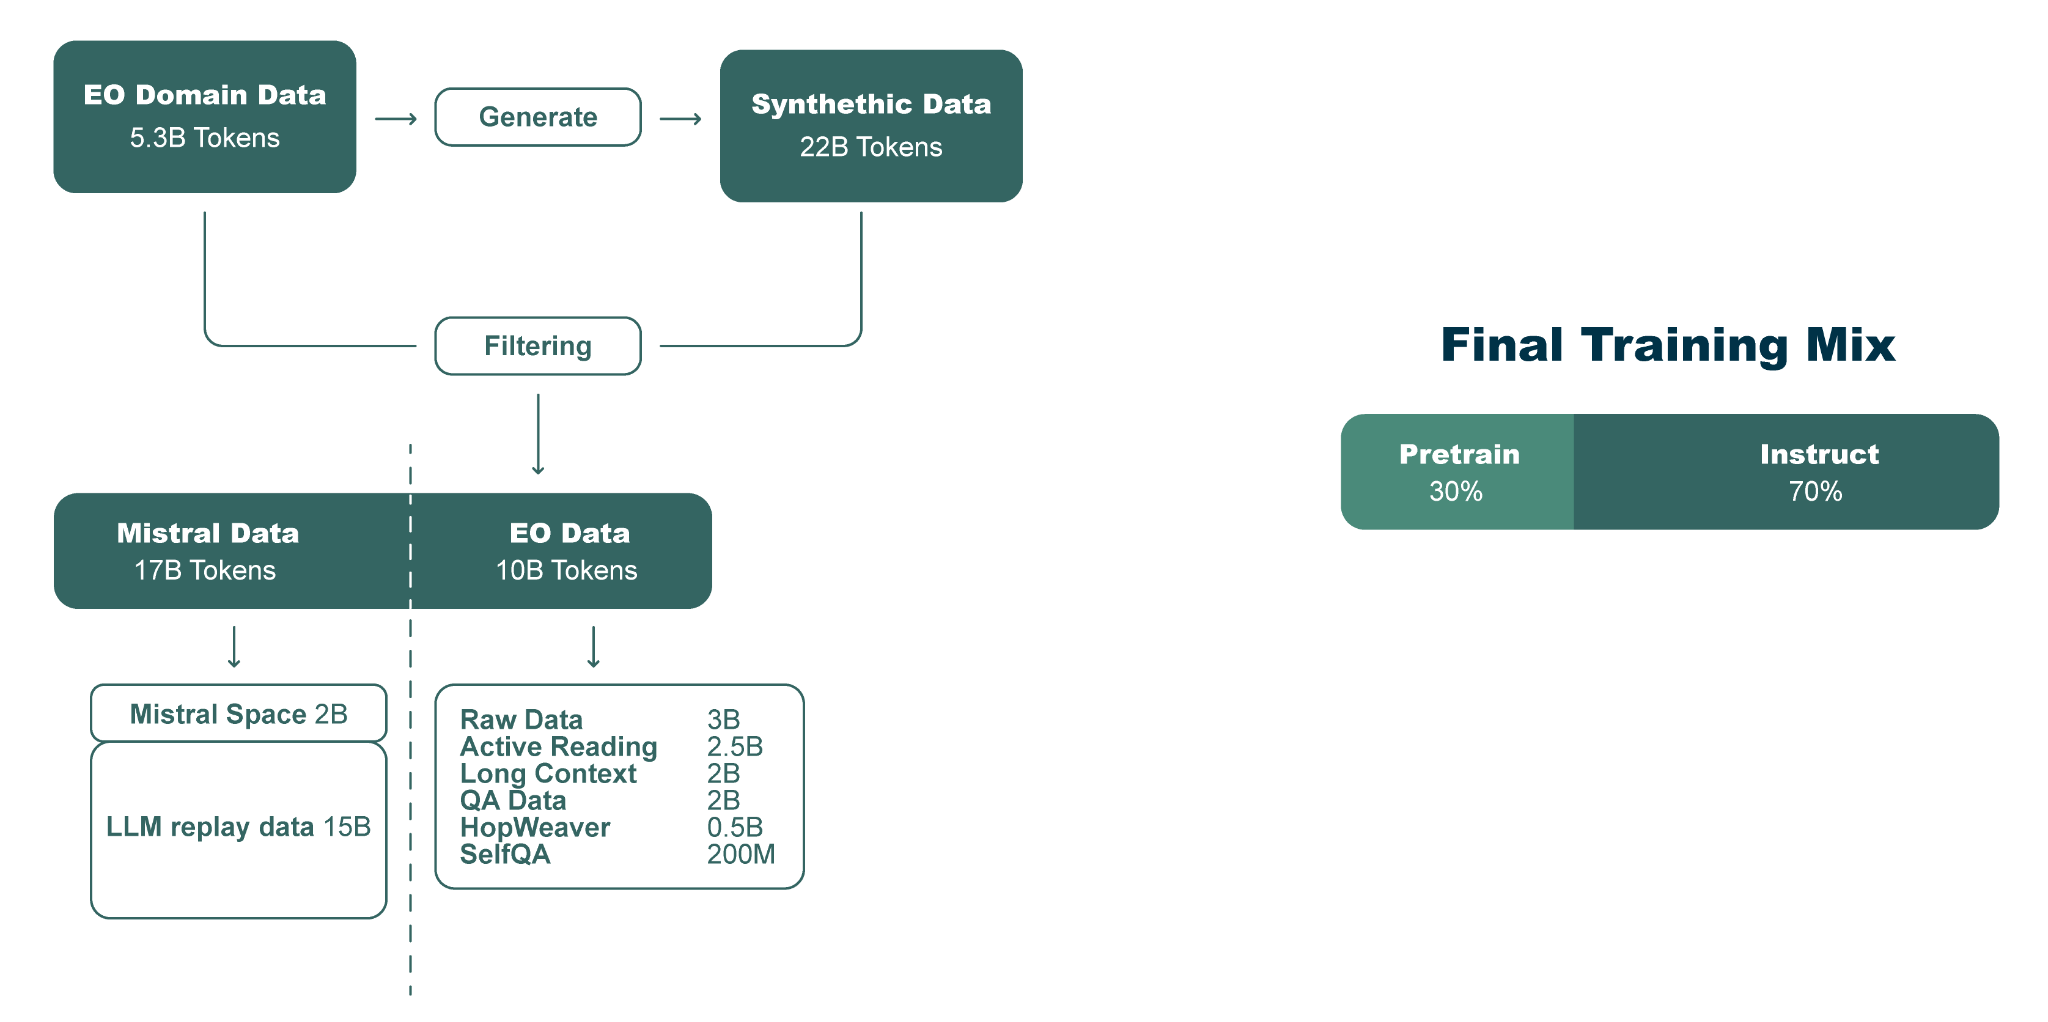 EO Domain Data
5.3B Tokens
Generate
Synthethic Data
22B Tokens
Filtering
Mistral Data
17B Tokens
EO Data
10B Tokens
Mistral Space 2B
LLM replay data 15B
Raw Data 3B
Active Reading 2.5B
Long Context 2B
QA Data 2B
HopWeaver 0.5B
SelfQA 200M
Final Training Mix
Pretrain
30%
Instruct
70%